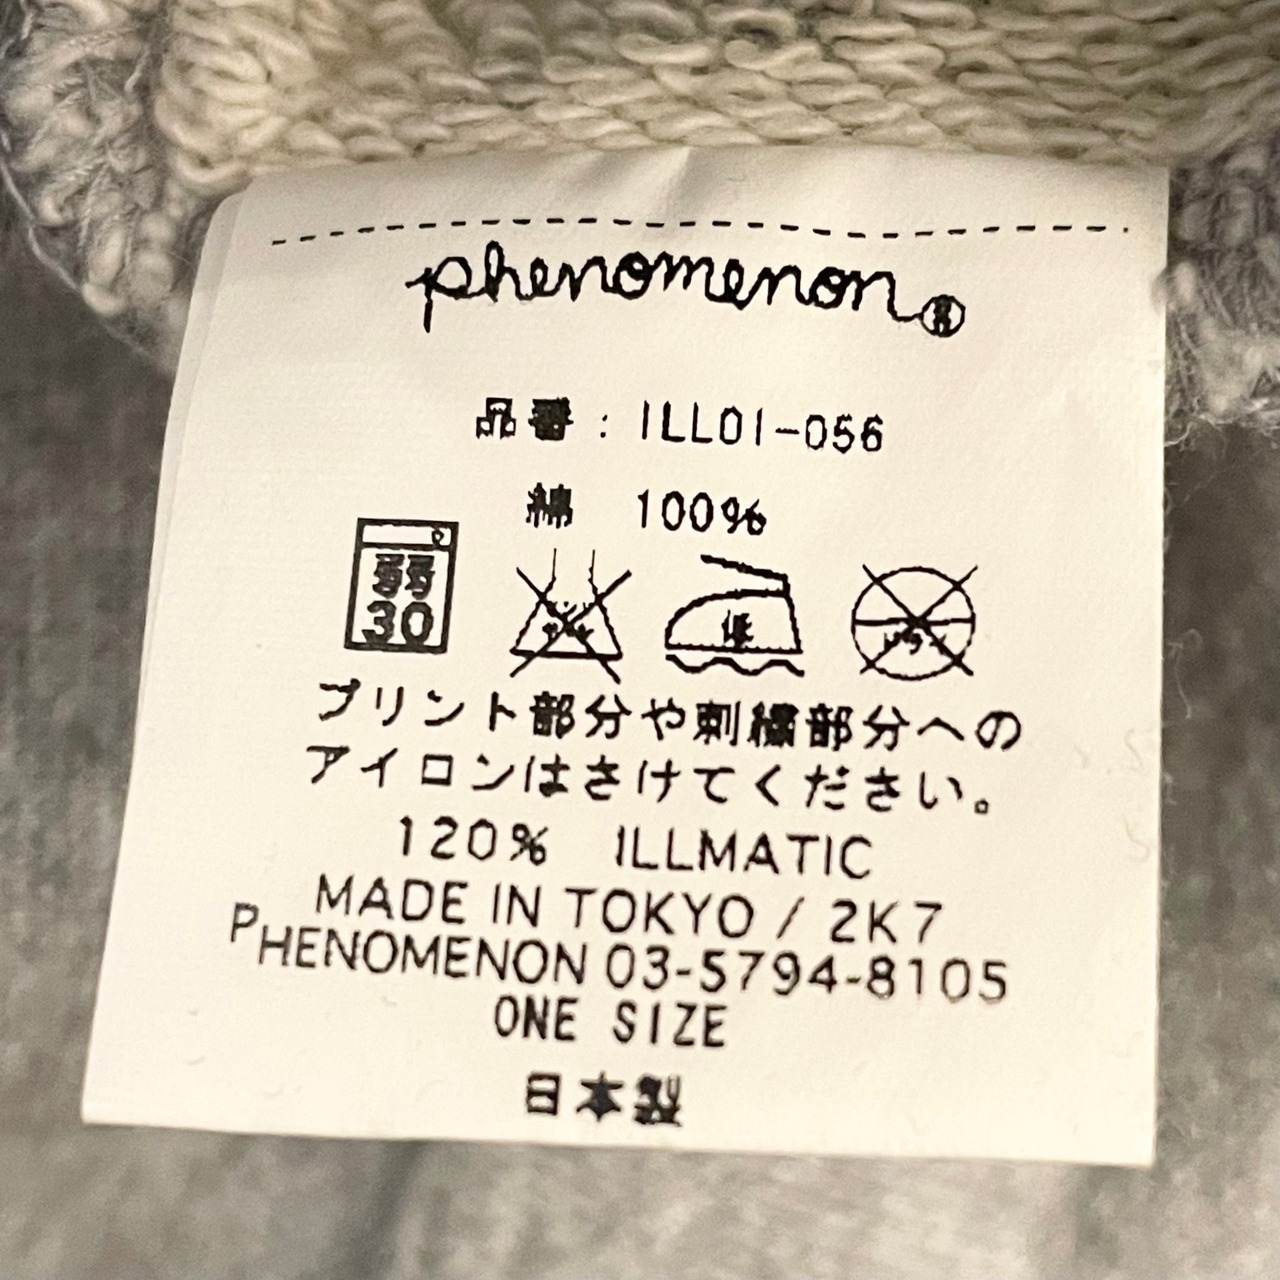 phenomenon®
品番：ILL01-056
綿 100%
弱
30
低
プリント部分や刺繍部分への
アイロンはさけてください。
120% ILLMATIC
MADE IN TOKYO / 2K7
PHENOMENON 03-5794-8105
ONE SIZE
日本製